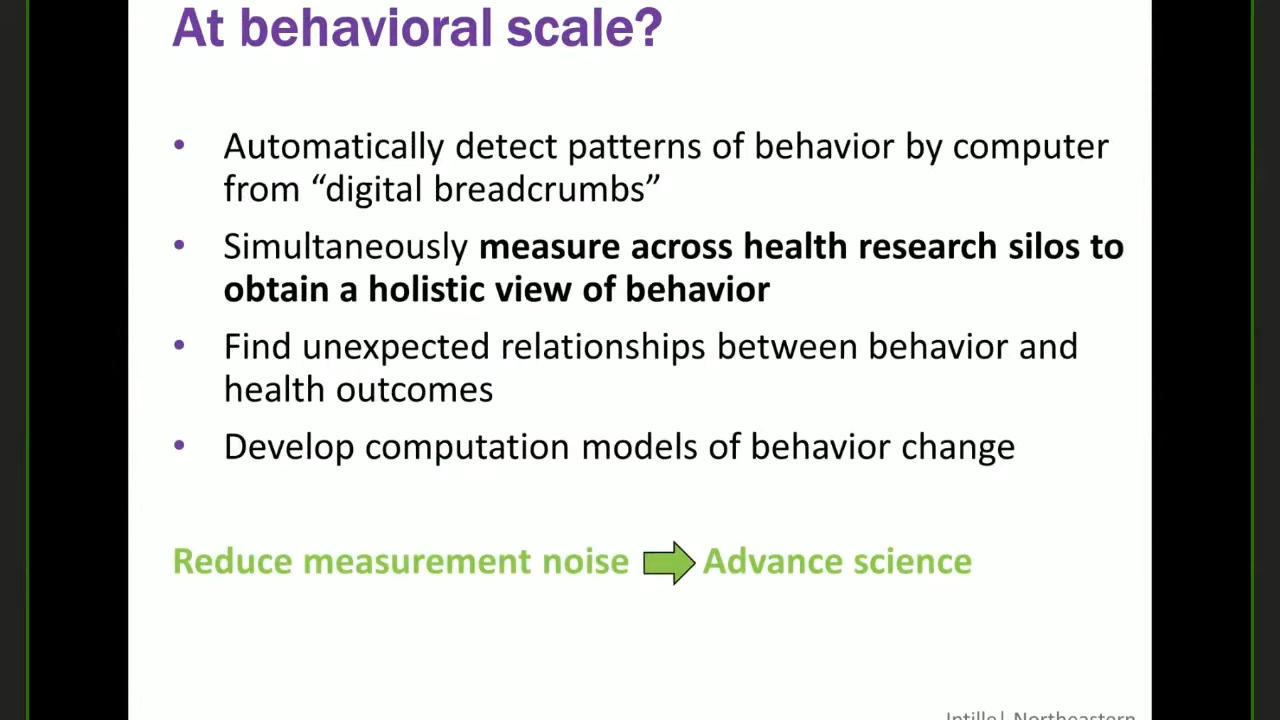 At behavioral scale?
• Automatically detect patterns of behavior by computer
from “digital breadcrumbs”
• Simultaneously measure across health research silos to
obtain a holistic view of behavior
• Find unexpected relationships between behavior and
health outcomes
• Develop computation models of behavior change
Reduce measurement noise Advance science
Intille| Northeastern